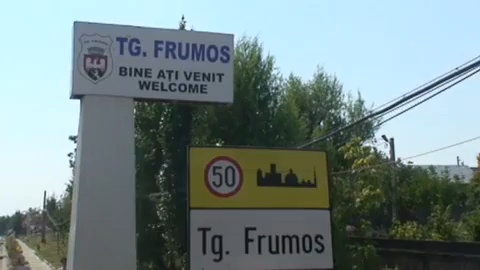 TG. FRUMOS
BINE AȚI VENIT
WELCOME
50
Tg. Frumos